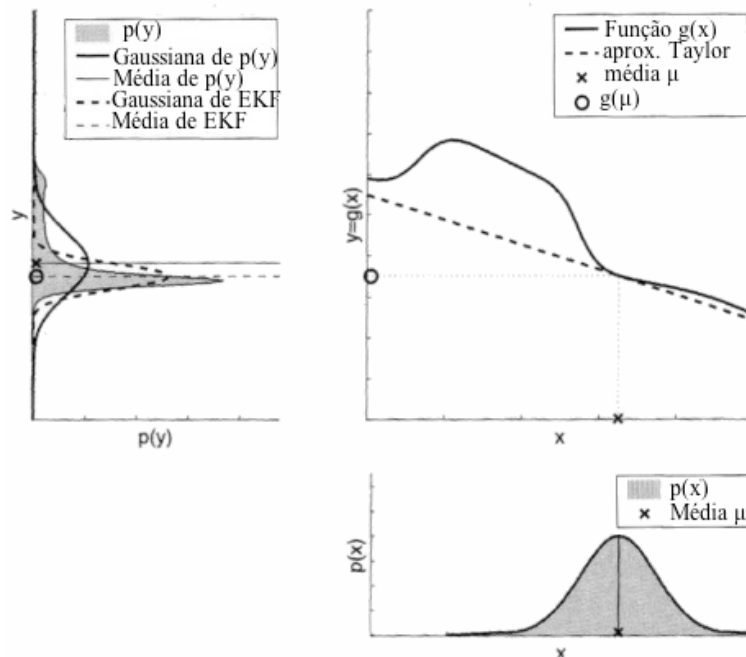 p(y)
Gaussiana de p(y)
Média de p(y)
Gaussiana de EKF
Média de EKF
y
p(y)
Função g(x)
aprox. Taylor
média μ
g(μ)
y=g(x)
x
p(x)
Média μ
p(x)
x